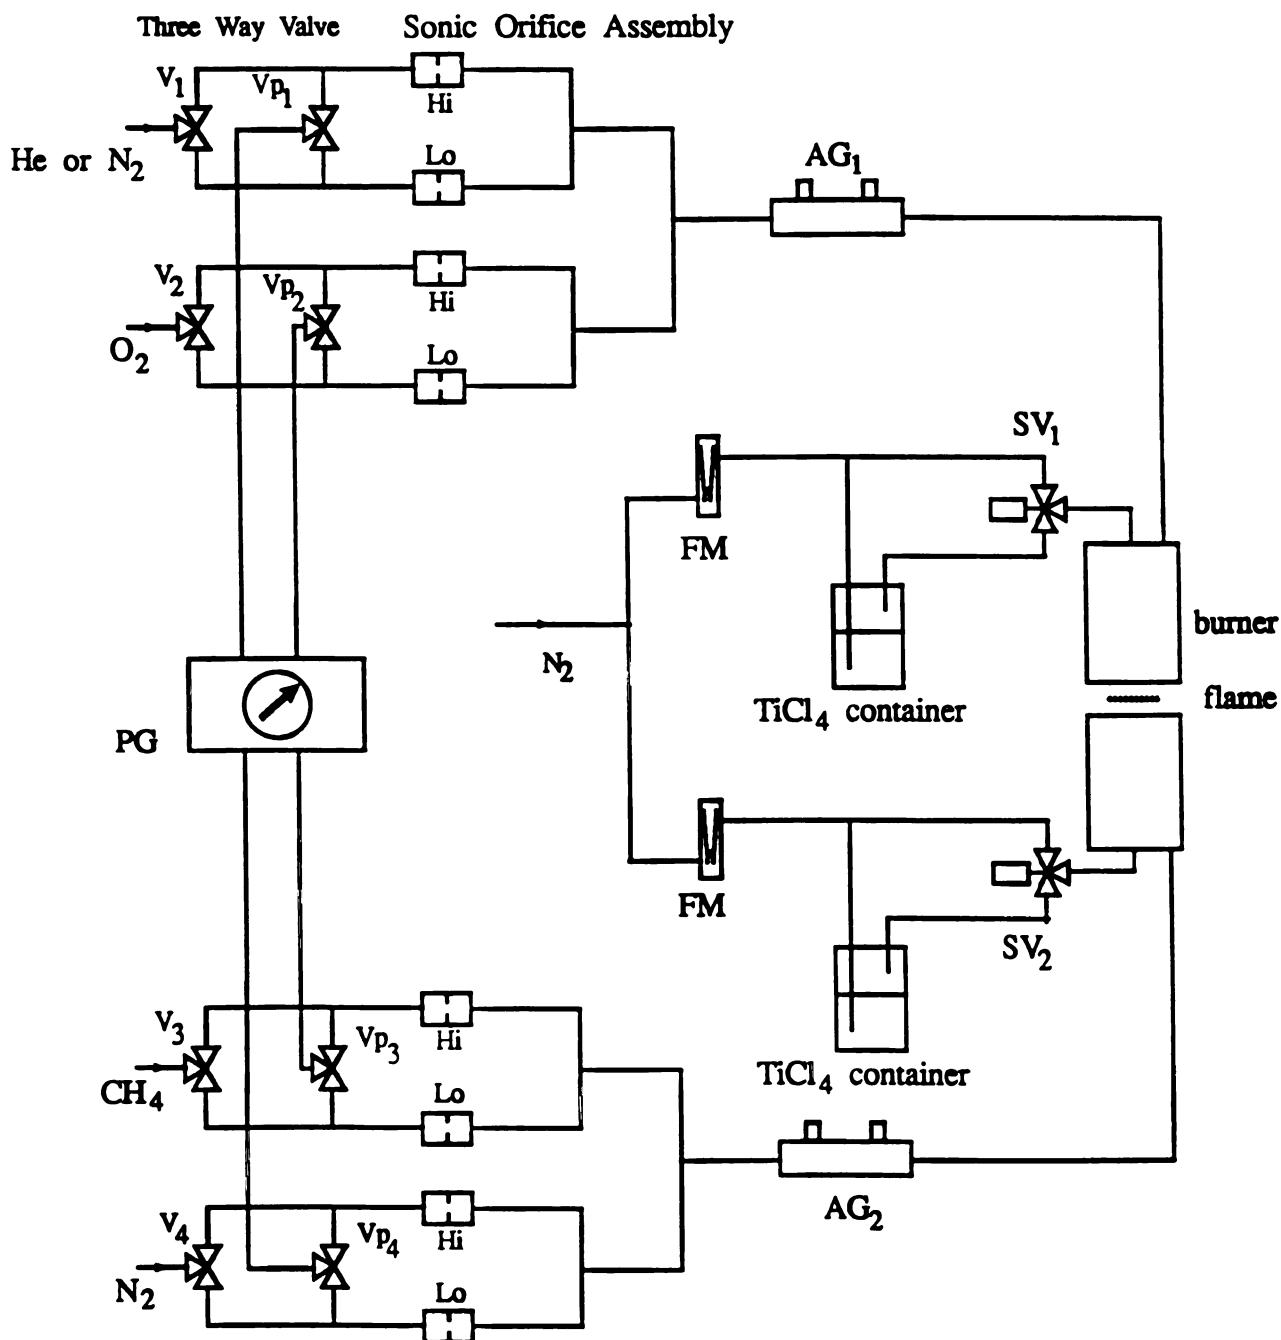 Three Way Valve
Sonic Orifice Assembly
V1
Vp1
Hi
He or N2
Lo
AG1
V2
Vp2
Hi
O2
Lo
SV1
FM
burner
N2
flame
TiCl4 container
PG
FM
SV2
V3
Vp3
Hi
CH4
Lo
TiCl4 container
AG2
V4
Vp4
Hi
N2
Lo